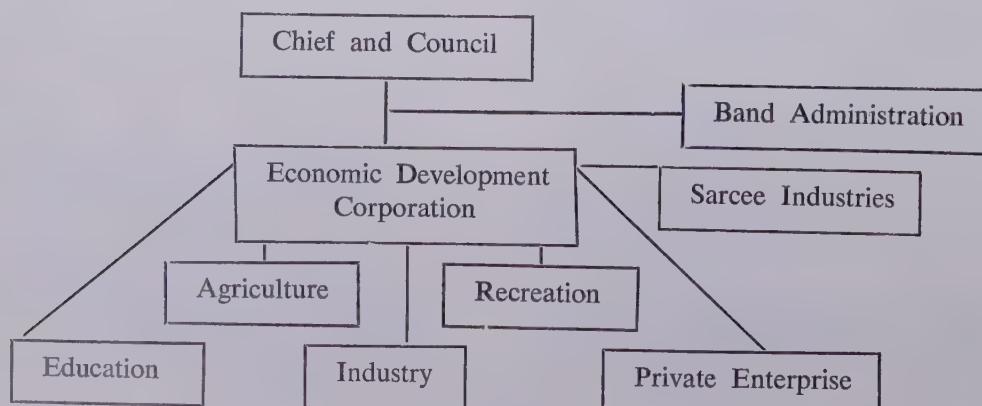 Chief and Council
Band Administration
Economic Development
Corporation
Sarcee Industries
Agriculture
Recreation
Education
Industry
Private Enterprise